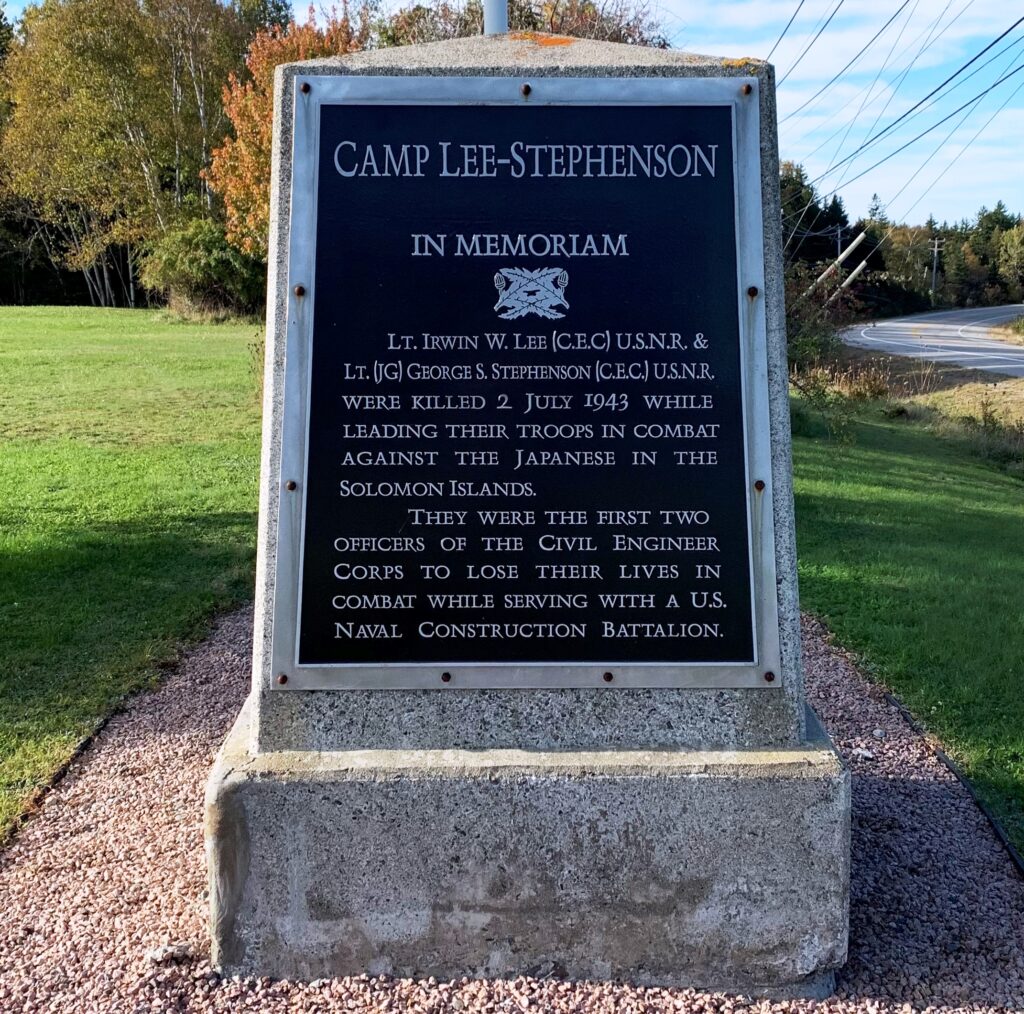 CAMP LEE-STEPHENSON
IN MEMORIAM
LT. IRWIN W. LEE (C.E.C) U.S.N.R. &
LT. (JG) GEORGE S. STEPHENSON (C.E.C.) U.S.N.R.
WERE KILLED 2 JULY 1943 WHILE
LEADING THEIR TROOPS IN COMBAT
AGAINST THE JAPANESE IN THE
SOLOMON ISLANDS.
THEY WERE THE FIRST TWO
OFFICERS OF THE CIVIL ENGINEER
CORPS TO LOSE THEIR LIVES IN
COMBAT WHILE SERVING WITH A U.S.
NAVAL CONSTRUCTION BATTALION.